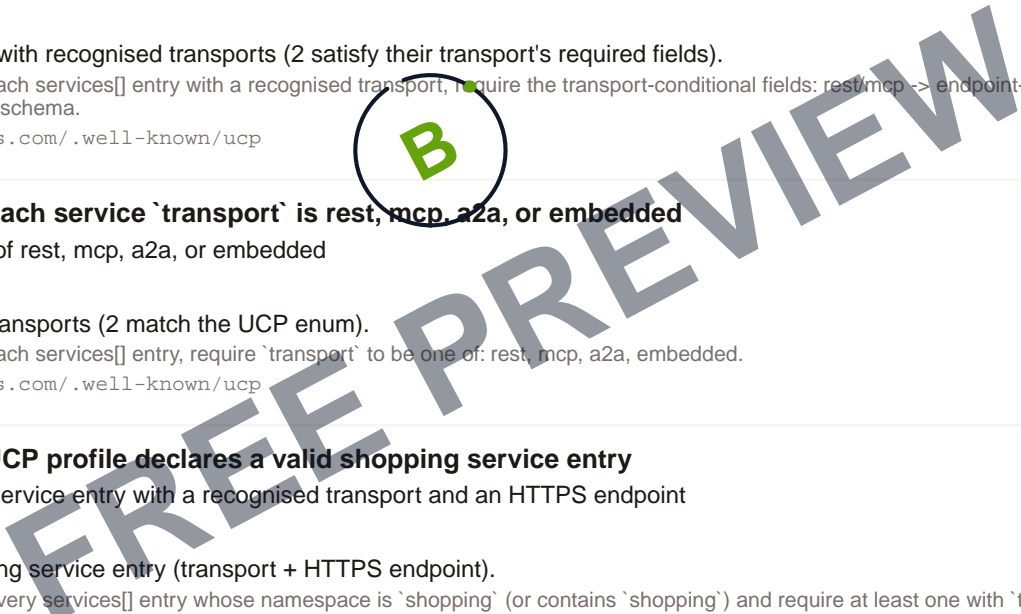 with recognised transports (2 satisfy their transport's required fields).
ach services[] entry with a recognised transport, require the transport-conditional fields: rest/mcp -> endpoint-
schema.
s.com/.well-known/ucp
B
ach service `transport` is rest, mcp, a2a, or embedded
of rest, mcp, a2a, or embedded
ansports (2 match the UCP enum).
ach services[] entry, require `transport` to be one of: rest, mcp, a2a, embedded.
s.com/.well-known/ucp
FREE PREVIEW
UCP profile declares a valid shopping service entry
service entry with a recognised transport and an HTTPS endpoint
ng service entry (transport + HTTPS endpoint).
very services[] entry whose namespace is `shopping` (or contains `shopping`) and require at least one with `t